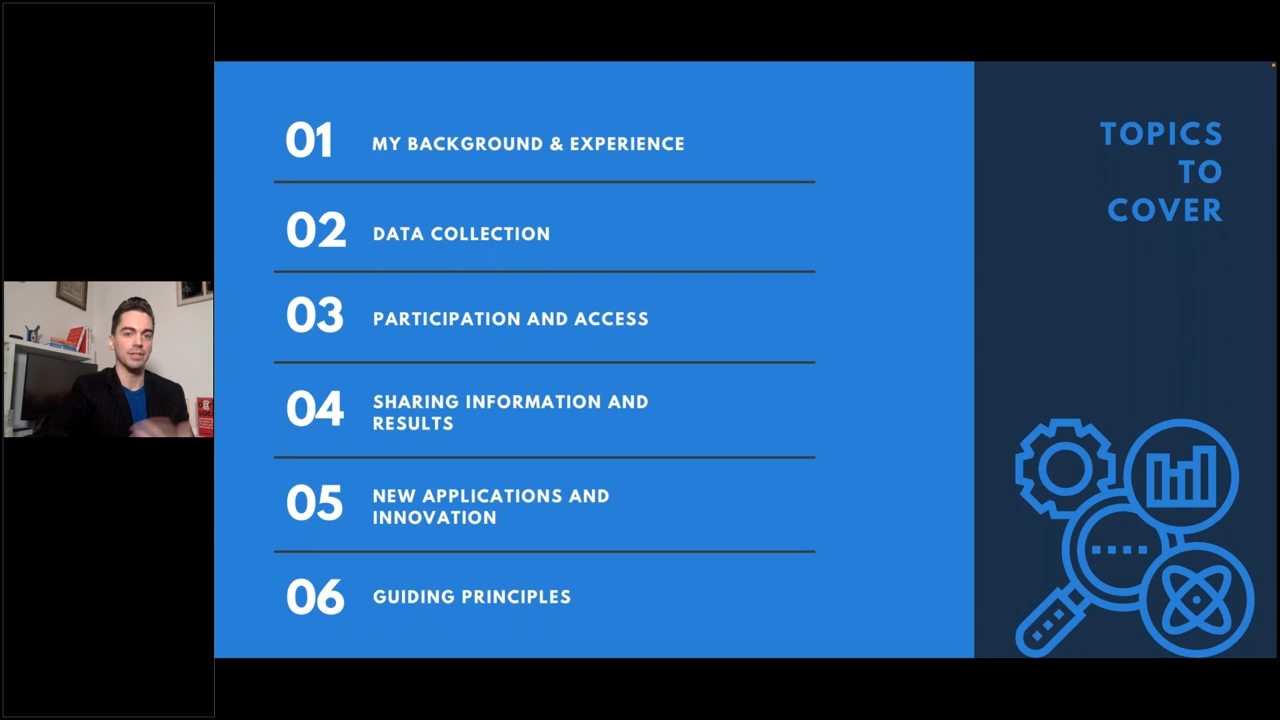 01 MY BACKGROUND & EXPERIENCE
02 DATA COLLECTION
03 PARTICIPATION AND ACCESS
04 SHARING INFORMATION AND
RESULTS
05 NEW APPLICATIONS AND
INNOVATION
06 GUIDING PRINCIPLES
TOPICS
TO
COVER